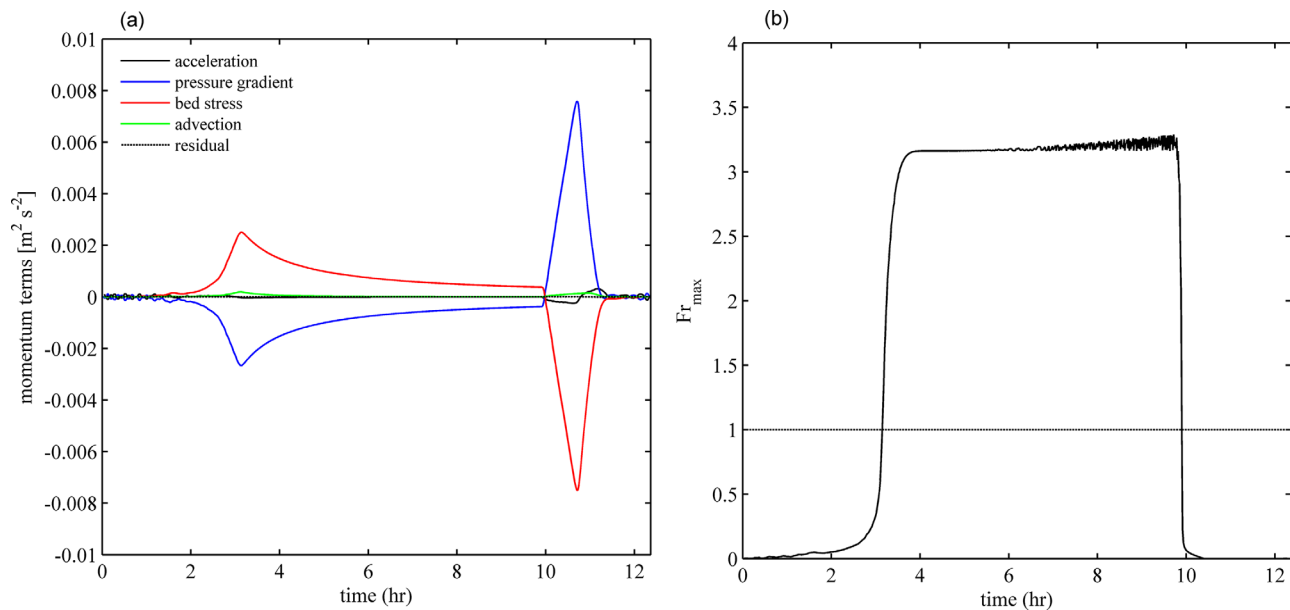 (a)
0.01
0.008
0.006
0.004
0.002
0
-0.002
-0.004
-0.006
-0.008
-0.01
momentum terms [m² s⁻²]
acceleration
pressure gradient
bed stress
advection
residual
0 2 4 6 8 10 12
time (hr)
(b)
4
3.5
3
2.5
2
1.5
1
0.5
0
Fr_max
0 2 4 6 8 10 12
time (hr)